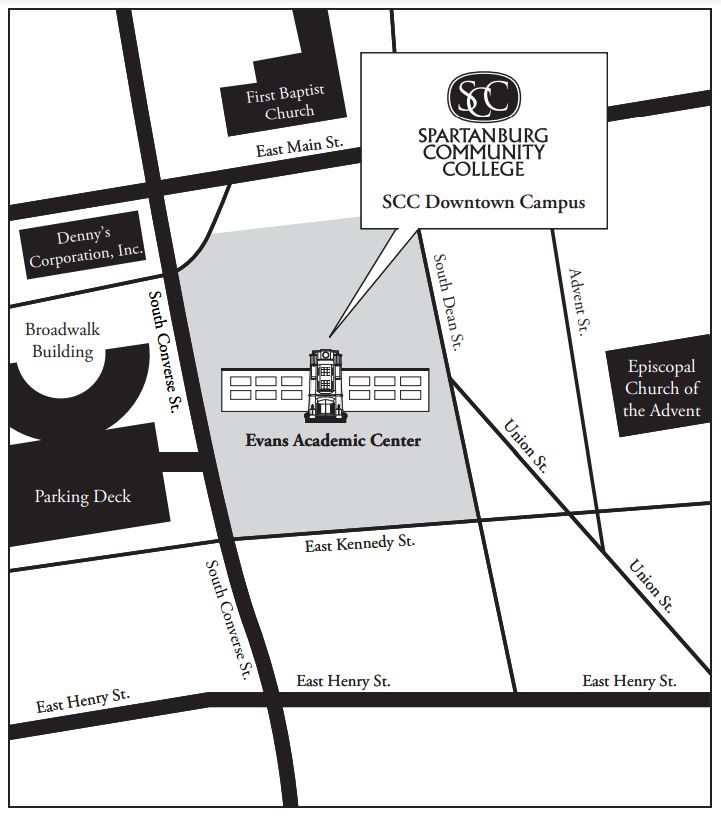 First Baptist
Church
East Main St.
SCC
SPARTANBURG
COMMUNITY
COLLEGE
SCC Downtown Campus
Denny's
Corporation, Inc.
South Converse St.
South Dean St.
Advent St.
Broadwalk
Building
Episcopal
Church of
the Advent
Evans Academic Center
Union St.
Parking Deck
East Kennedy St.
South Converse St.
Union St.
East Henry St.
East Henry St.
East Henry St.